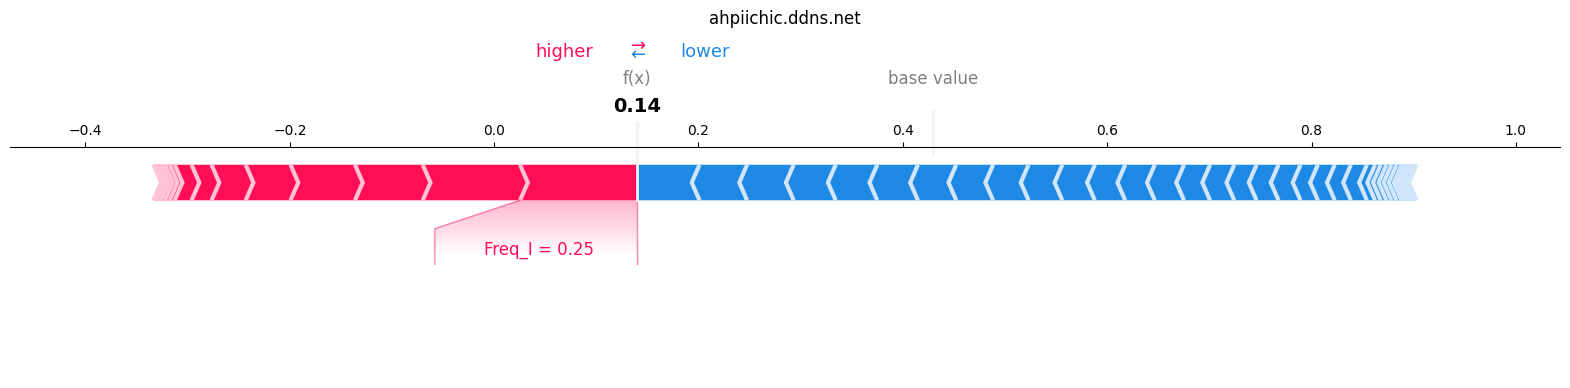 ahpiichic.ddns.net
higher ⇄ lower
f(x) base value
0.14
−0.4 −0.2 0.0 0.2 0.4 0.6 0.8 1.0
Freq_I = 0.25